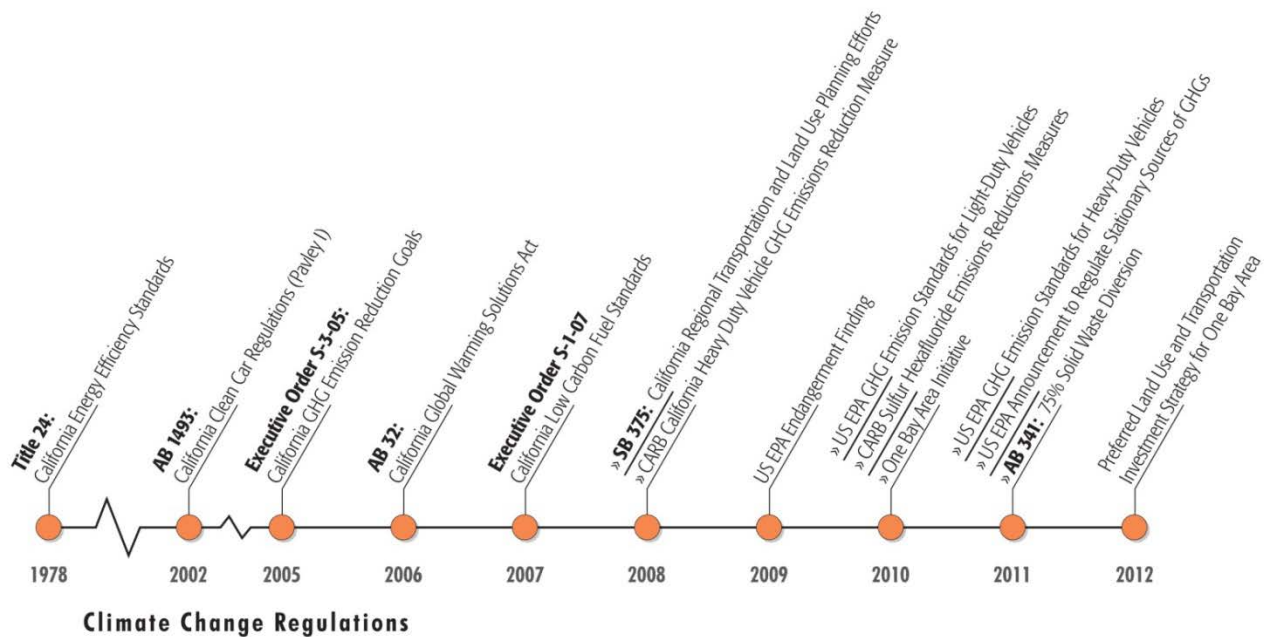 Title 24:
California Energy Efficiency Standards
AB 1493:
California Clean Car Regulations (Pavley I)
Executive Order S-3-05:
California GHG Emission Reduction Goals
AB 32:
California Global Warming Solutions Act
Executive Order S-1-07
California Low Carbon Fuel Standards
» SB 375: California Regional Transportation and Land Use Planning Efforts
» CARB California Heavy Duty Vehicle GHG Emissions Reduction Measure
US EPA Endangerment Finding
» US EPA GHG Emission Standards for Light-Duty Vehicles
» CARB Sulfur Hexafluoride Emissions Reductions Measures
» One Bay Area Initiative
» US EPA GHG Emission Standards for Heavy-Duty Vehicles
» US EPA Announcement to Regulate Stationary Sources of GHGs
» AB 341: 75% Solid Waste Diversion
Preferred Land Use and Transportation
Investment Strategy for One Bay Area
1978 2002 2005 2006 2007 2008 2009 2010 2011 2012
Climate Change Regulations